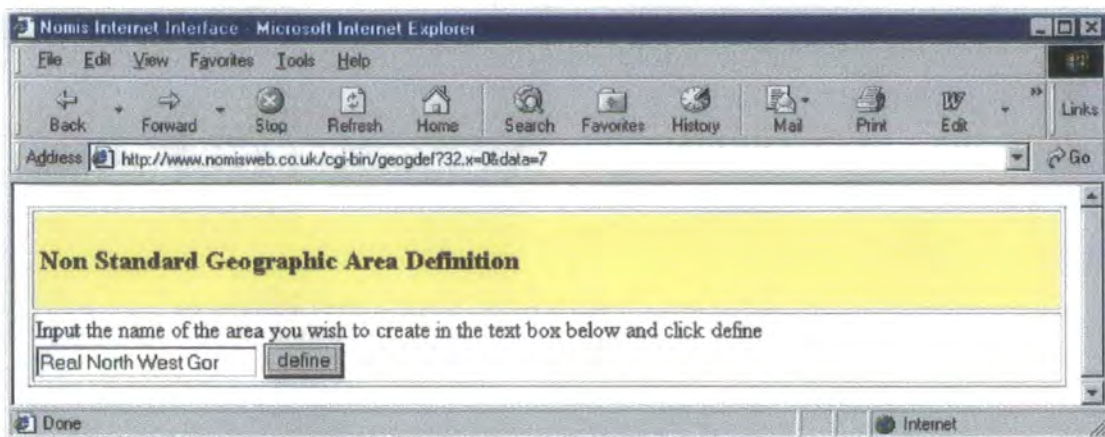 Nomis Internet Interface - Microsoft Internet Explorer
File Edit View Favorites Tools Help
Back Forward Stop Refresh Home Search Favorites History Mail Print Edit » Links
Address http://www.nomisweb.co.uk/cgi-bin/geogdef?32.x=0&data=7 Go
Non Standard Geographic Area Definition
Input the name of the area you wish to create in the text box below and click define
Real North West Gor define
Done Internet